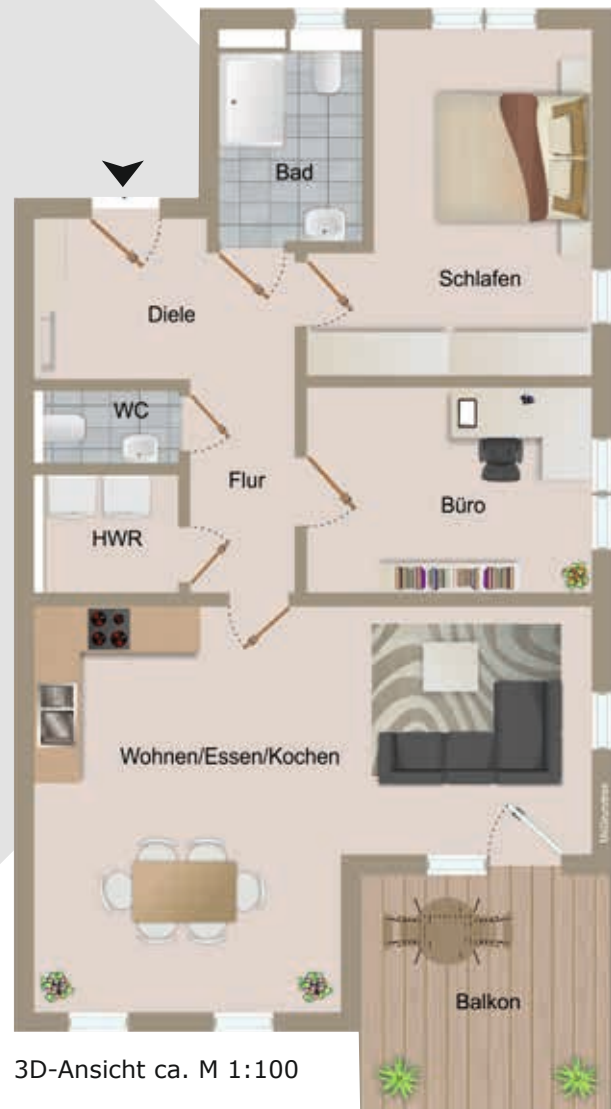 Bad
Schlafen
Diele
WC
Flur
Büro
HWR
Wohnen/Essen/Kochen
Balkon
3D-Ansicht ca. M 1:100